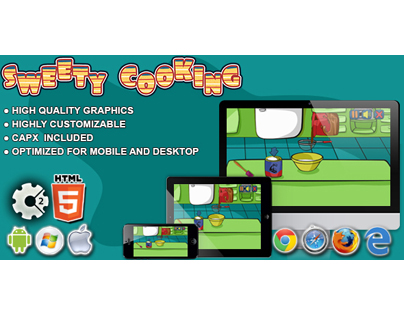 SWEETY COOKING
● HIGH QUALITY GRAPHICS
● HIGHLY CUSTOMIZABLE
● CAPX INCLUDED
● OPTIMIZED FOR MOBILE AND DESKTOP
HTML
5
2